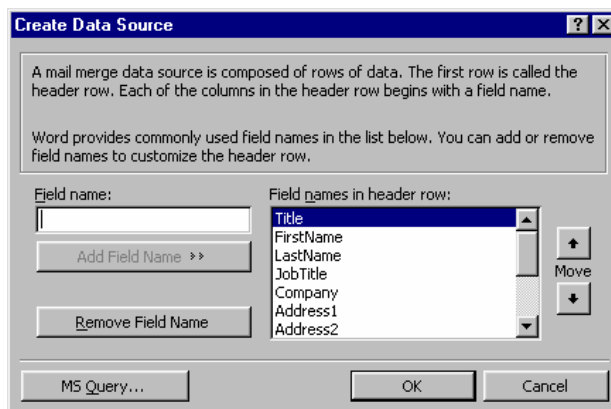 Create Data Source
A mail merge data source is composed of rows of data. The first row is called the
header row. Each of the columns in the header row begins with a field name.
Word provides commonly used field names in the list below. You can add or remove
field names to customize the header row.
Field name:
Field names in header row:
Title
FirstName
LastName
JobTitle
Company
Address1
Address2
Add Field Name
Remove Field Name
Move
MS Query...
OK
Cancel